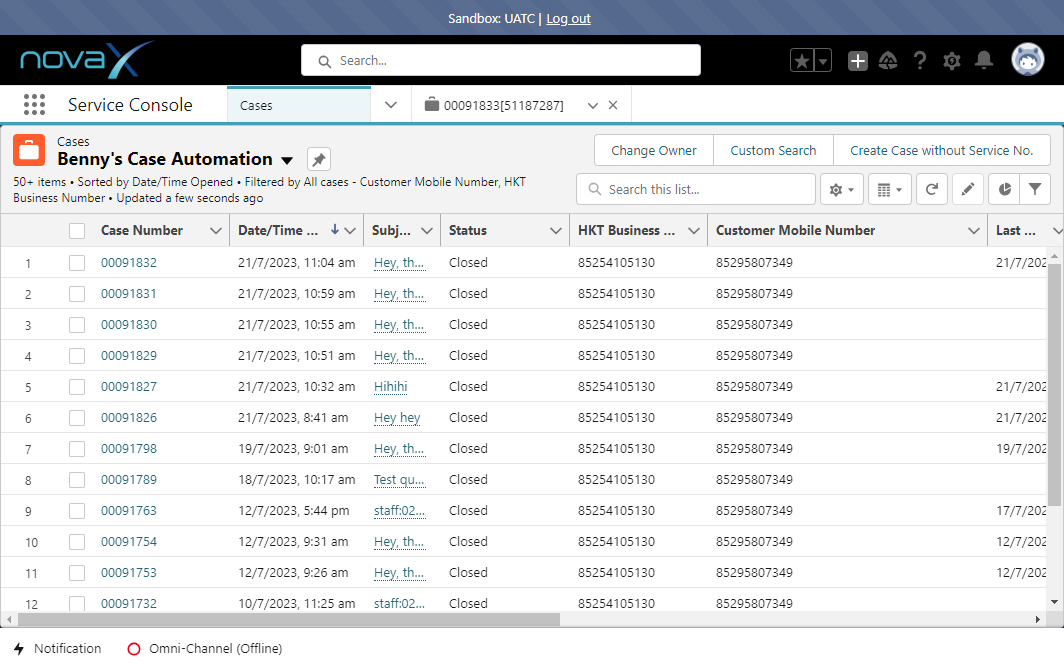 Sandbox: UATC | Log out
novaX
Search...
Service Console
Cases
00091833[51187287]
Cases
Benny's Case Automation
Change Owner
Custom Search
Create Case without Service No.
50+ items • Sorted by Date/Time Opened • Filtered by All cases - Customer Mobile Number, HKT
Business Number • Updated a few seconds ago
Search this list...
Case Number Date/Time ... Subj... Status HKT Business ... Customer Mobile Number Last ...
1 00091832 21/7/2023, 11:04 am Hey, th... Closed 85254105130 85295807349 21/7/202
2 00091831 21/7/2023, 10:59 am Hey, th... Closed 85254105130 85295807349
3 00091830 21/7/2023, 10:55 am Hey, th... Closed 85254105130 85295807349
4 00091829 21/7/2023, 10:51 am Hey, th... Closed 85254105130 85295807349
5 00091827 21/7/2023, 10:32 am Hihihi Closed 85254105130 85295807349 21/7/202
6 00091826 21/7/2023, 8:41 am Hey hey Closed 85254105130 85295807349 21/7/202
7 00091798 19/7/2023, 9:01 am Hey, th... Closed 85254105130 85295807349 19/7/202
8 00091789 18/7/2023, 10:17 am Test qu... Closed 85254105130 85295807349
9 00091763 12/7/2023, 5:44 pm staff:02... Closed 85254105130 85295807349 17/7/202
10 00091754 12/7/2023, 9:31 am Hey, th... Closed 85254105130 85295807349 12/7/202
11 00091753 12/7/2023, 9:26 am Hey, th... Closed 85254105130 85295807349 12/7/202
12 00091732 10/7/2023, 11:25 am staff:02... Closed 85254105130 85295807349
Notification
Omni-Channel (Offline)